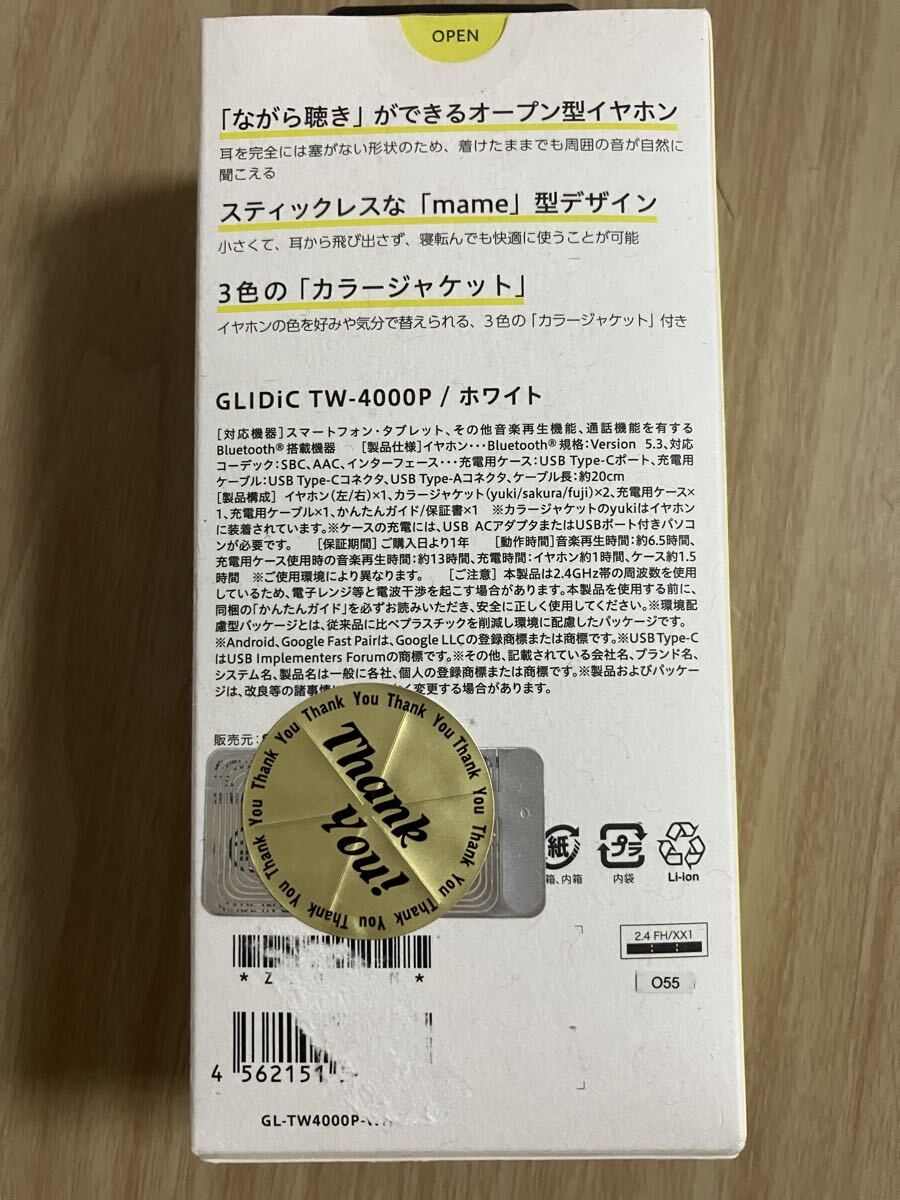 OPEN
「ながら聴き」ができるオープン型イヤホン
耳を完全には塞がない形状のため、着けたままでも周囲の音が自然に
聞こえる
スティックレスな「mame」型デザイン
小さくて、耳から飛び出さず、寝転んでも快適に使うことが可能
3色の「カラージャケット」
イヤホンの色を好みや気分で替えられる、3色の「カラージャケット」付き
GLIDiC TW-4000P / ホワイト
[対応機器]スマートフォン・タブレット、その他音楽再生機能、通話機能を有する
Bluetooth®搭載機器 [製品仕様]イヤホン・・・Bluetooth®規格：Version 5.3、対応
コーデック：SBC、AAC、インターフェース・・・充電用ケース：USB Type-Cポート、充電用
ケーブル：USB Type-Cコネクタ、USB Type-Aコネクタ、ケーブル長：約20cm
[製品構成] イヤホン(左/右)×1、カラージャケット(yuki/sakura/fuji)×2、充電用ケース×
1、充電用ケーブル×1、かんたんガイド/保証書×1 ※カラージャケットのyukiはイヤホン
に装着されています。※ケースの充電には、USB ACアダプタまたはUSBポート付きパソコ
ンが必要です。 [保証期間]ご購入日より1年 [動作時間]音楽再生時間：約6.5時間、
充電用ケース使用時の音楽再生時間：約13時間、充電時間：イヤホン約1時間、ケース約1.5
時間 ※ご使用環境により異なります。 [ご注意] 本製品は2.4GHz帯の周波数を使用
しているため、電子レンジ等と電波干渉を起こす場合があります。本製品を使用する前に、
同梱の「かんたんガイド」を必ずお読みいただき、安全に正しく使用してください。※環境配
慮型パッケージとは、従来品に比べプラスチックを削減し環境に配慮したパッケージです。
※Android、Google Fast Pairは、Google LLCの登録商標または商標です。※USB Type-C
はUSB Implementers Forumの商標です。※その他、記載されている会社名、ブランド名、
システム名、製品名は一般に各社、個人の登録商標または商標です。※製品およびパッケー
ジは、改良等の諸事情 く変更する場合があります。
販売元：
Thank You Thank You Thank You Thank You Thank You Thank You Thank You Thank You
Thank
You!
MADE IN
紙
箱、内箱
プラ
内袋
Li-ion
2.4 FH/XX1
O55
* Z M *
4 562151
GL-TW4000P-